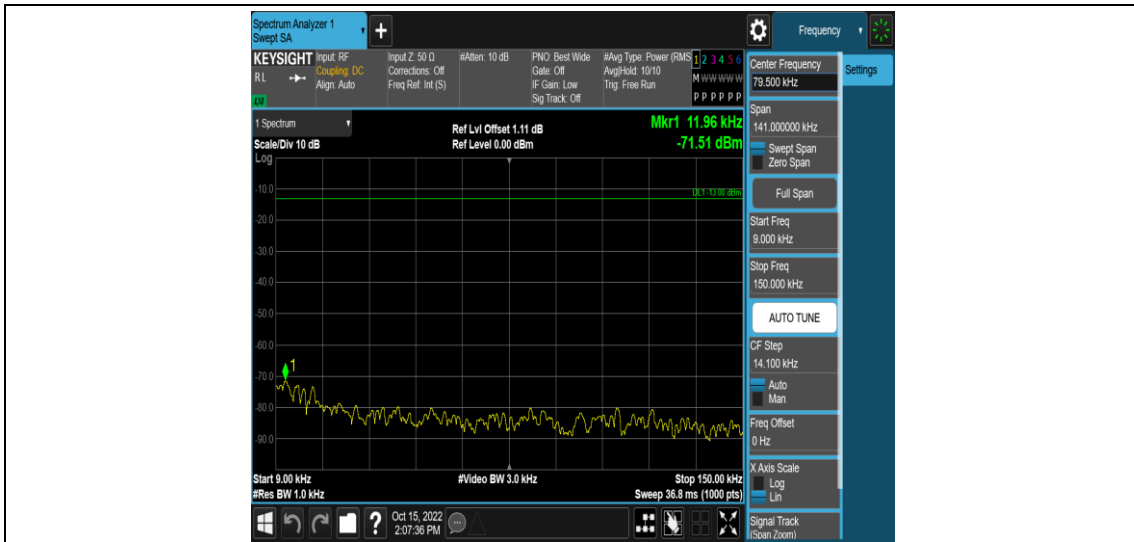 Spectrum Analyzer 1
Swept SA
Frequency
KEYSIGHT
RL
Input: RF
Coupling: DC
Align: Auto
Input Z: 50 Ω
Corrections: Off
Freq Ref: Int (S)
#Atten: 10 dB
PNO: Best Wide
Gate: Off
IF Gain: Low
Sig Track: Off
#Avg Type: Power (RMS
Avg|Hold: 10/10
Trig: Free Run
1 2 3 4 5 6
M W W W W W
P P P P P P
1 Spectrum
Scale/Div 10 dB
Log
Ref Lvl Offset 1.11 dB
Ref Level 0.00 dBm
Mkr1 11.96 kHz
-71.51 dBm
DL1 -13.00 dBm
-10.0
-20.0
-30.0
-40.0
-50.0
-60.0
-70.0
-80.0
-90.0
1
Start 9.00 kHz
#Res BW 1.0 kHz
#Video BW 3.0 kHz
Stop 150.00 kHz
Sweep 36.8 ms (1000 pts)
Center Frequency
79.500 kHz
Settings
Span
141.000000 kHz
Swept Span
Zero Span
Full Span
Start Freq
9.000 kHz
Stop Freq
150.000 kHz
AUTO TUNE
CF Step
14.100 kHz
Auto
Man
Freq Offset
0 Hz
X Axis Scale
Log
Lin
Signal Track
(Span Zoom)
?
Oct 15, 2022
2:07:36 PM